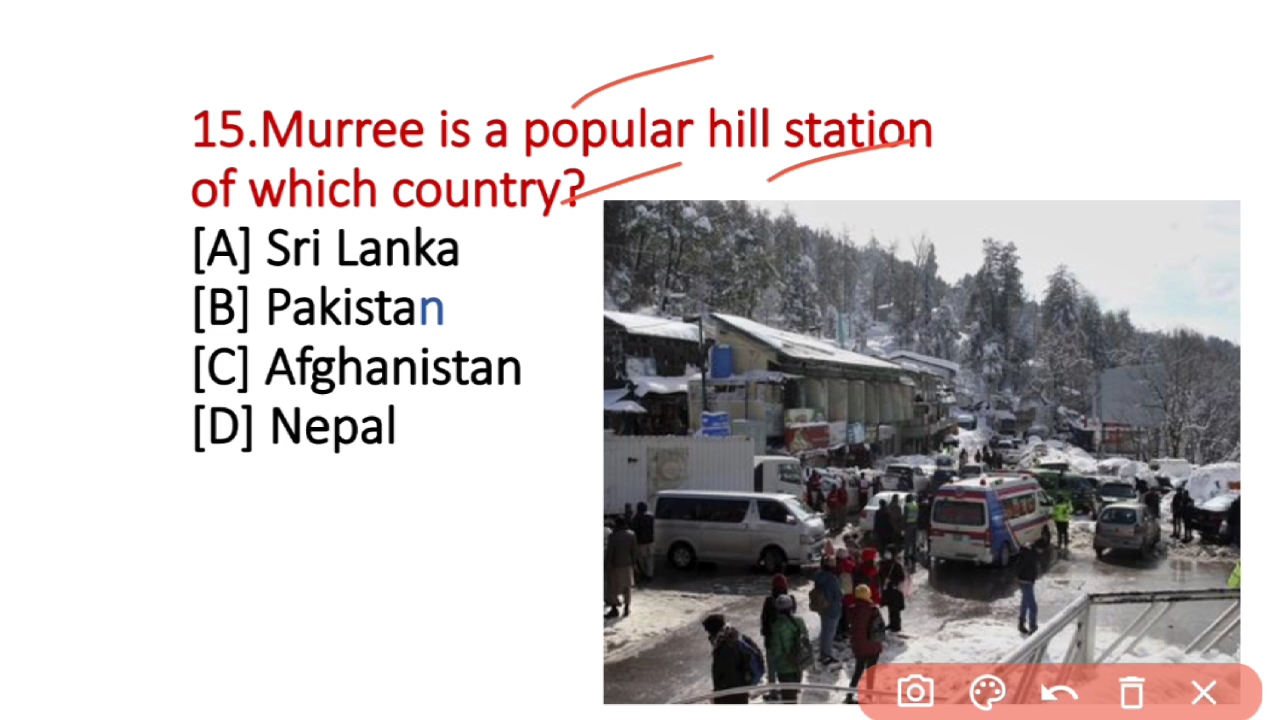 15.Murree is a popular hill station
of which country?
[A] Sri Lanka
[B] Pakistan
[C] Afghanistan
[D] Nepal